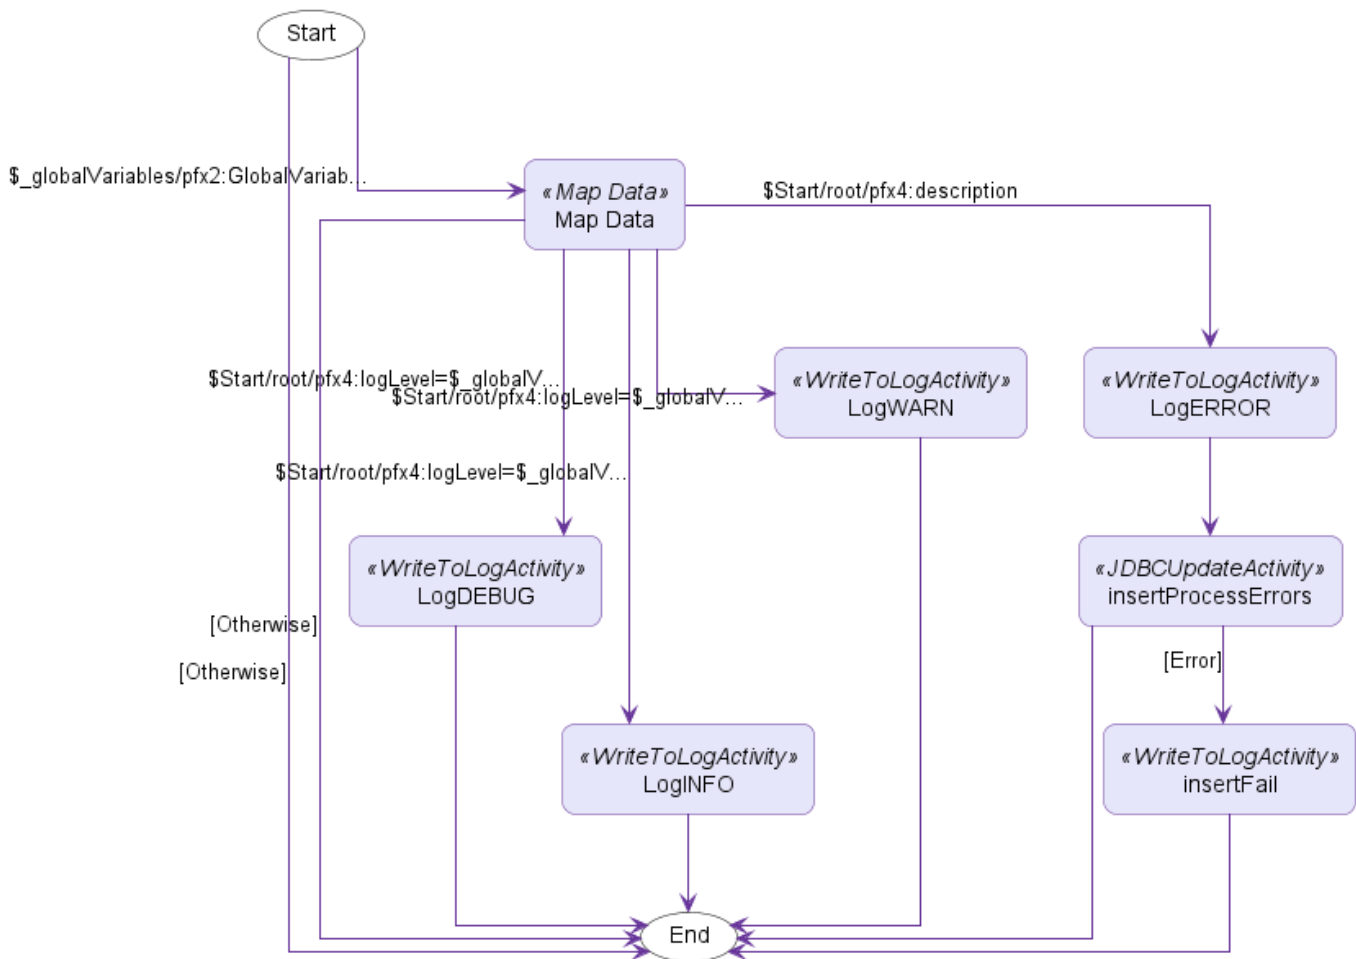 Start
$_globalVariables/pfx2:GlobalVariab...
«Map Data»
Map Data
$Start/root/pfx4:description
$Start/root/pfx4:logLevel=$_globalV...
$Start/root/pfx4:logLevel=$_globalV...
«WriteToLogActivity»
LogWARN
«WriteToLogActivity»
LogERROR
$Start/root/pfx4:logLevel=$_globalV...
«WriteToLogActivity»
LogDEBUG
«JDBCUpdateActivity»
insertProcessErrors
[Otherwise]
[Otherwise]
[Error]
«WriteToLogActivity»
LogINFO
«WriteToLogActivity»
insertFail
End